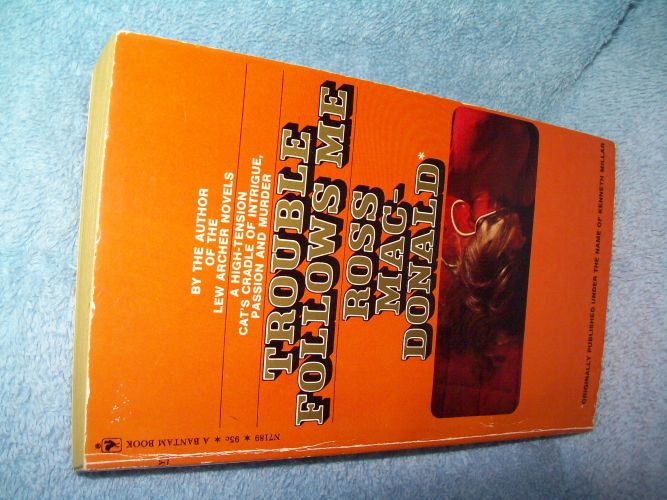 N7189 ★ 95¢ ★ A BANTAM BOOK
BY THE AUTHOR
OF THE
LEW ARCHER NOVELS
A HIGH-TENSION
CAT'S CRADLE OF INTRIGUE,
PASSION AND MURDER
TROUBLE
FOLLOWS ME
ROSS
MAC-
DONALD*
*ORIGINALLY PUBLISHED UNDER THE NAME OF KENNETH MILLAR